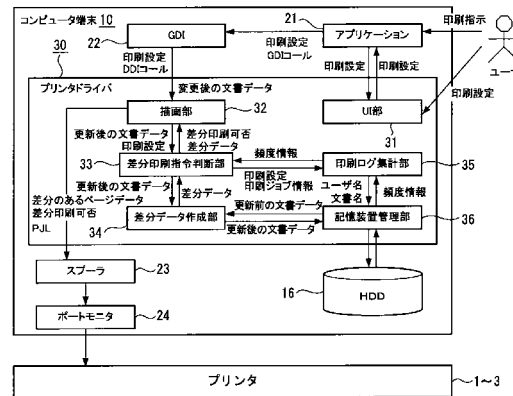 コンピュータ端末 10
30
GDI
22
印刷設定
GDIコール
21
アプリケーション
印刷指示
印刷設定
DDIコール
印刷設定
印刷設定
ユー
プリンタドライバ
変更後の文書データ
描画部
32
UI部
31
印刷設定
更新後の文書データ
印刷設定
差分印刷可否
差分データ
33
差分印刷指令判断部
頻度情報
印刷設定
印刷ジョブ情報
印刷ログ集計部
35
更新後の文書データ
差分データ
ユーザ名
文書名
頻度情報
差分のあるページデータ
差分印刷可否
PJL
34
差分データ作成部
更新前の文書データ
更新後の文書データ
記憶装置管理部
36
スプーラ
23
16
HDD
ポートモニタ
24
プリンタ
1~3